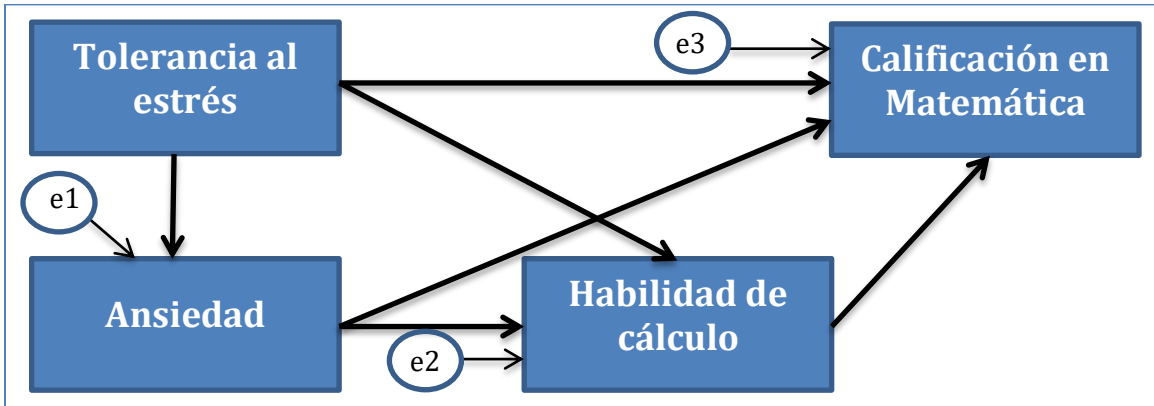 Tolerancia al
estrés
e3
Calificación en
Matemática
e1
Ansiedad
e2
Habilidad de
cálculo